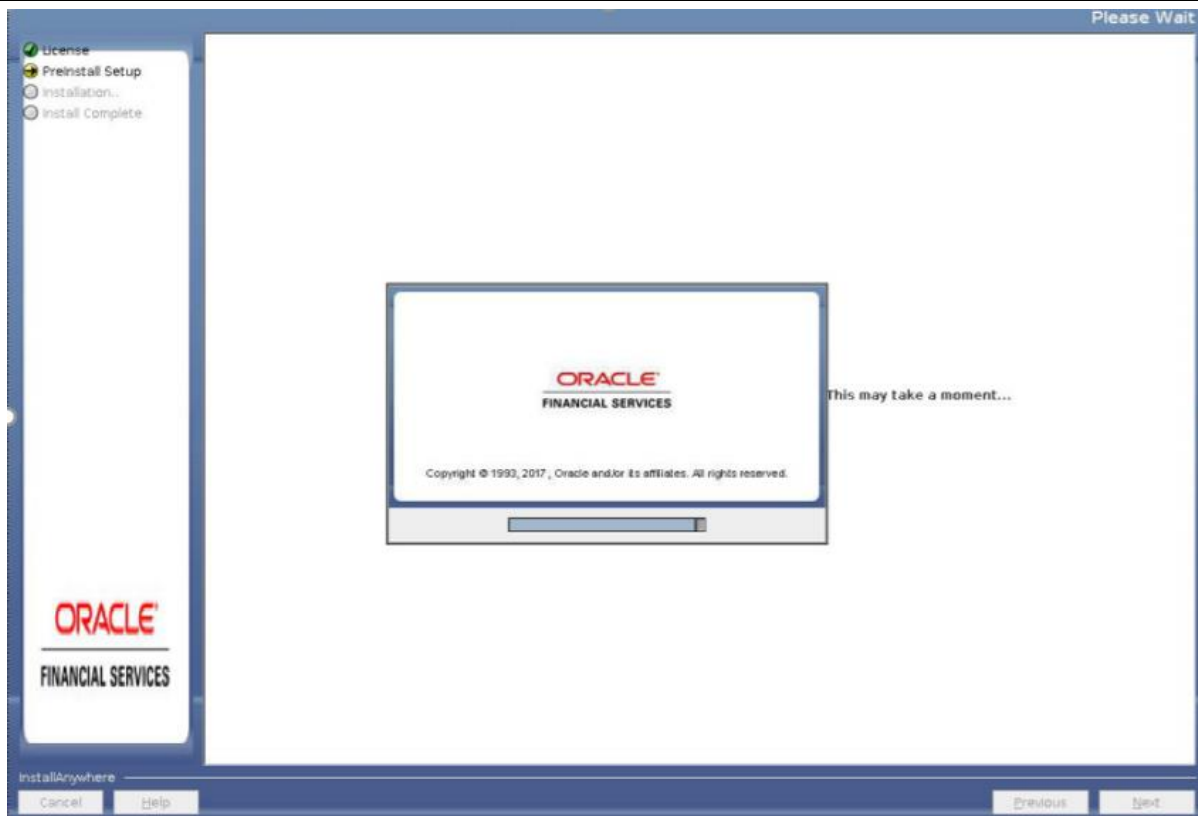 Please Wait
License
Preinstall Setup
Installation..
Install Complete
ORACLE
FINANCIAL SERVICES
This may take a moment...
Copyright © 1993, 2017 , Oracle and/or its affiliates. All rights reserved.
ORACLE
FINANCIAL SERVICES
InstallAnywhere
Cancel
Help
Previous
Next